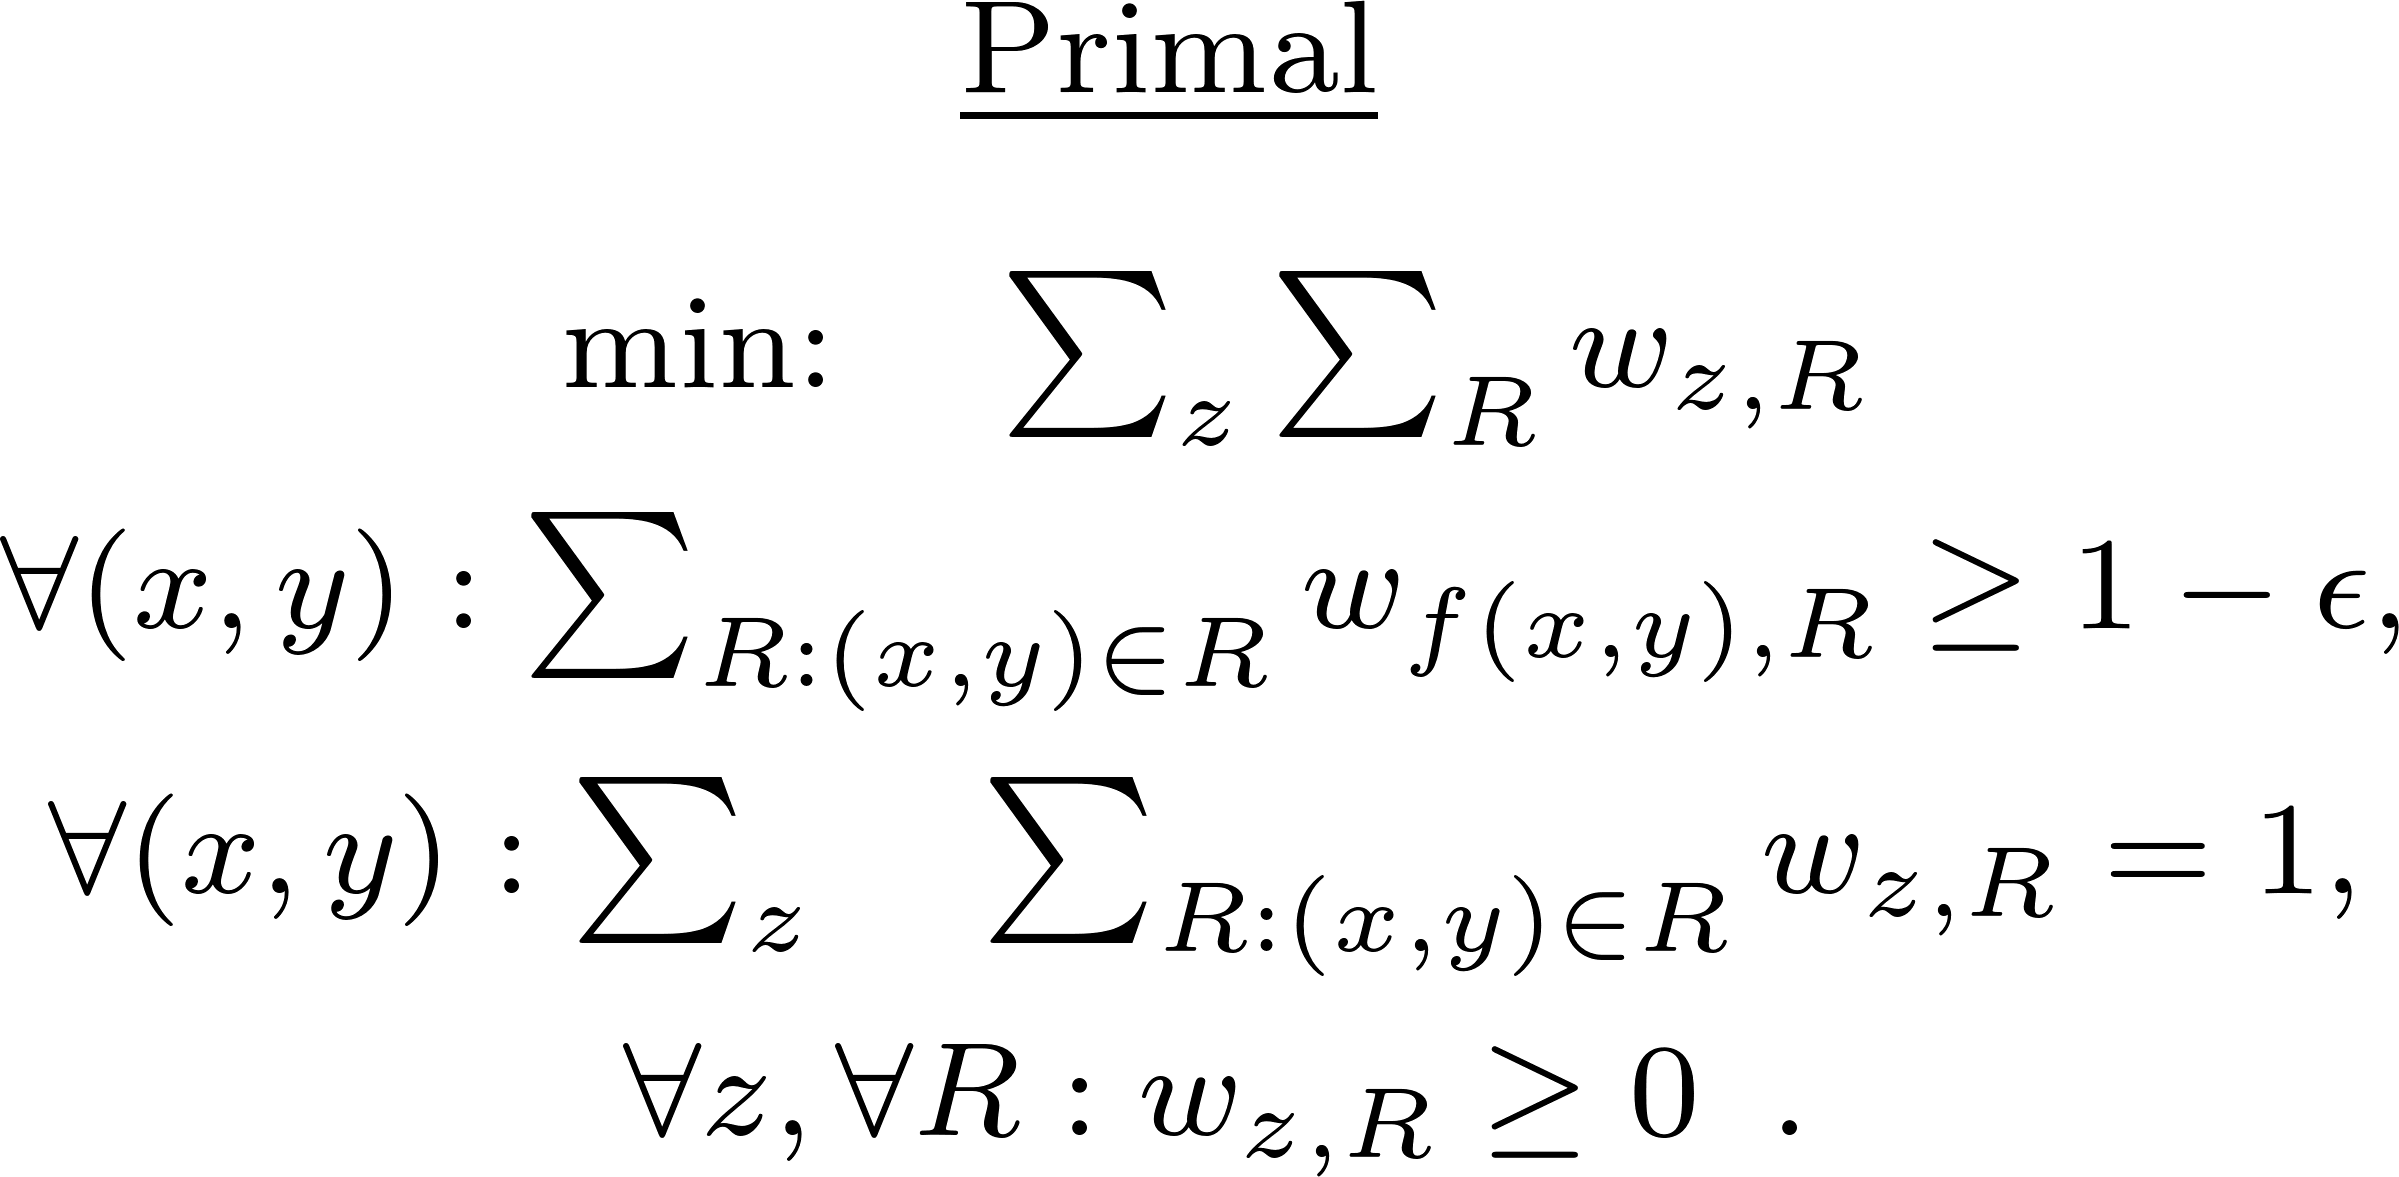 Primal
min: ∑_z ∑_R w_{z,R}
∀(x, y) : ∑_{R:(x,y)∈R} w_{f(x,y),R} ≥ 1 − ϵ,
∀(x, y) : ∑_z ∑_{R:(x,y)∈R} w_{z,R} = 1,
∀z, ∀R : w_{z,R} ≥ 0 .